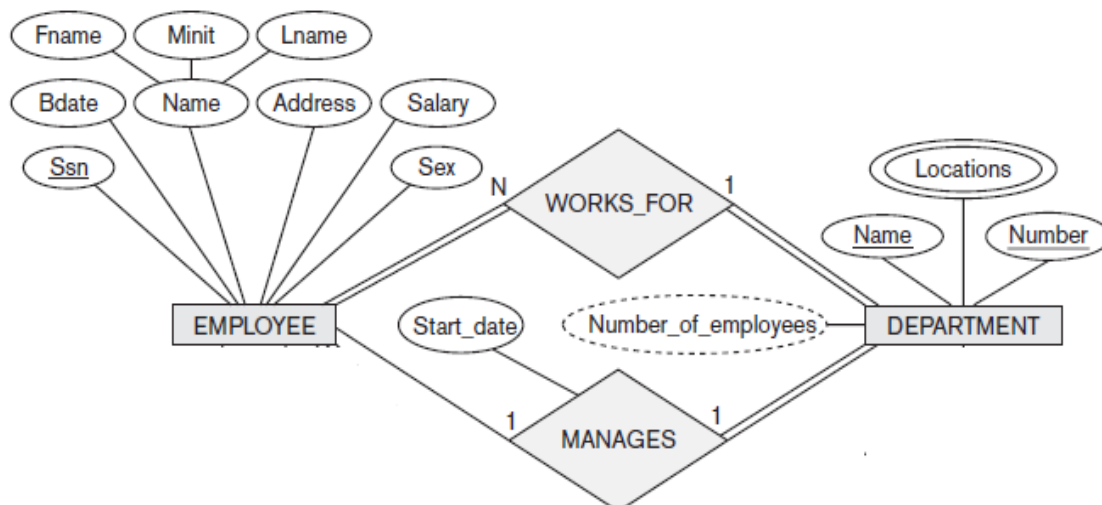 Fname Minit Lname
Bdate Name Address Salary
Ssn Sex
Locations
N 1
WORKS_FOR
Name Number
EMPLOYEE Start_date Number_of_employees DEPARTMENT
1 1
MANAGES